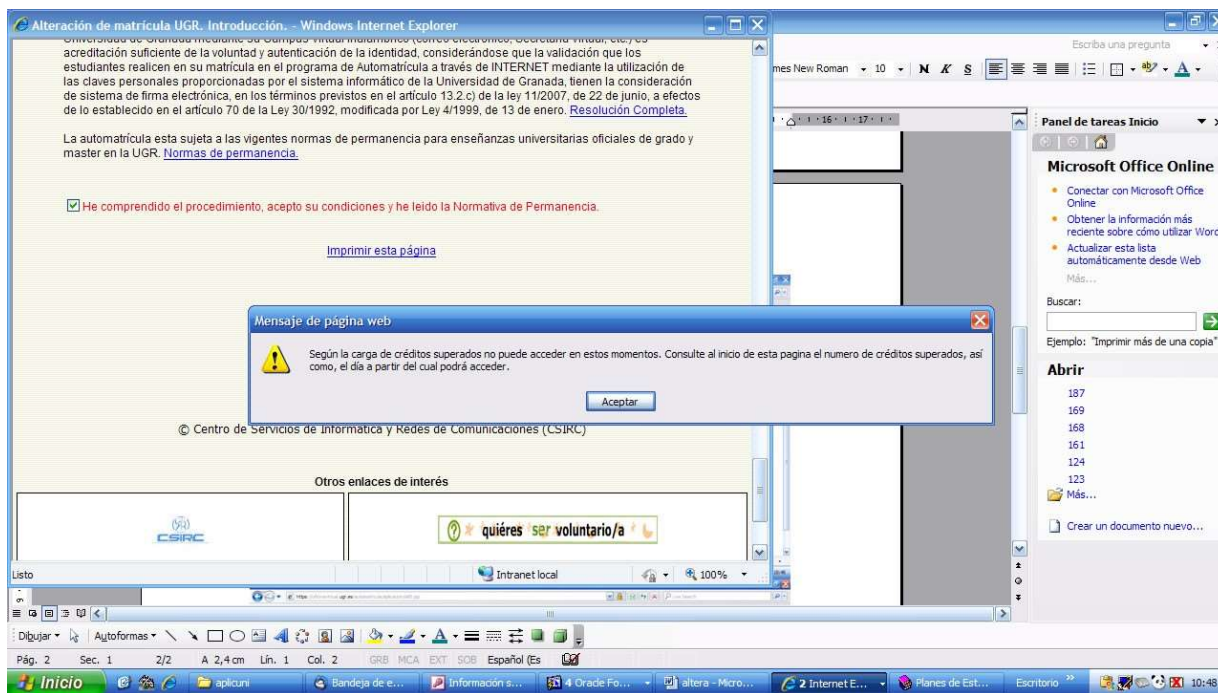 Alteración de matrícula UGR. Introducción. - Windows Internet Explorer
acreditación suficiente de la voluntad y autenticación de la identidad, considerándose que la validación que los
estudiantes realicen en su matrícula en el programa de Automatrícula a través de INTERNET mediante la utilización de
las claves personales proporcionadas por el sistema informático de la Universidad de Granada, tienen la consideración
de sistema de firma electrónica, en los términos previstos en el artículo 13.2.c) de la ley 11/2007, de 22 de junio, a efectos
de lo establecido en el artículo 70 de la Ley 30/1992, modificada por Ley 4/1999, de 13 de enero. Resolución Completa.
La automatrícula esta sujeta a las vigentes normas de permanencia para enseñanzas universitarias oficiales de grado y
master en la UGR. Normas de permanencia.
He comprendido el procedimiento, acepto su condiciones y he leido la Normativa de Permanencia.
Imprimir esta página
Mensaje de página web
Según la carga de créditos superados no puede acceder en estos momentos. Consulte al inicio de esta pagina el numero de créditos superados, así
como, el día a partir del cual podrá acceder.
Aceptar
© Centro de Servicios de Informática y Redes de Comunicaciones (CSIRC)
Otros enlaces de interés
CSIRC
quiéres ser voluntario/a
Listo
Intranet local
100%
Escriba una pregunta
mes New Roman
10
N K S
A
16 17
Panel de tareas Inicio
Microsoft Office Online
Conectar con Microsoft Office
Online
Obtener la información más
reciente sobre cómo utilizar Word
Actualizar esta lista
automáticamente desde Web
Más...
Buscar:
Ejemplo: "Imprimir más de una copia"
Abrir
187
169
168
161
124
123
Más...
Crear un documento nuevo...
Dibujar
Autoformas
Pág. 2 Sec. 1 2/2 A 2,4 cm Lín. 1 Col. 2 GRB MCA EXT SOB Español (Es
Inicio
aplicuni
Bandeja de e...
Información s...
4 Oracle Fo...
altera - Micro...
2 Internet E...
Planes de Est...
Escritorio
10:48